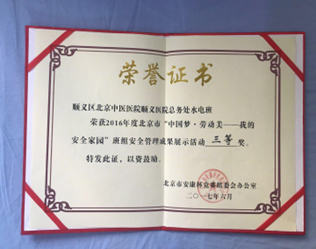 荣誉证书
顺义区北京中医医院顺义医院总务处水电班
荣获2016年度北京市“中国梦·劳动美——我的
安全家园”班组安全管理成果展示活动 三等 奖。
特发此证，以资鼓励。
北京市安康杯竞赛组委会办公室
二〇一七年六月